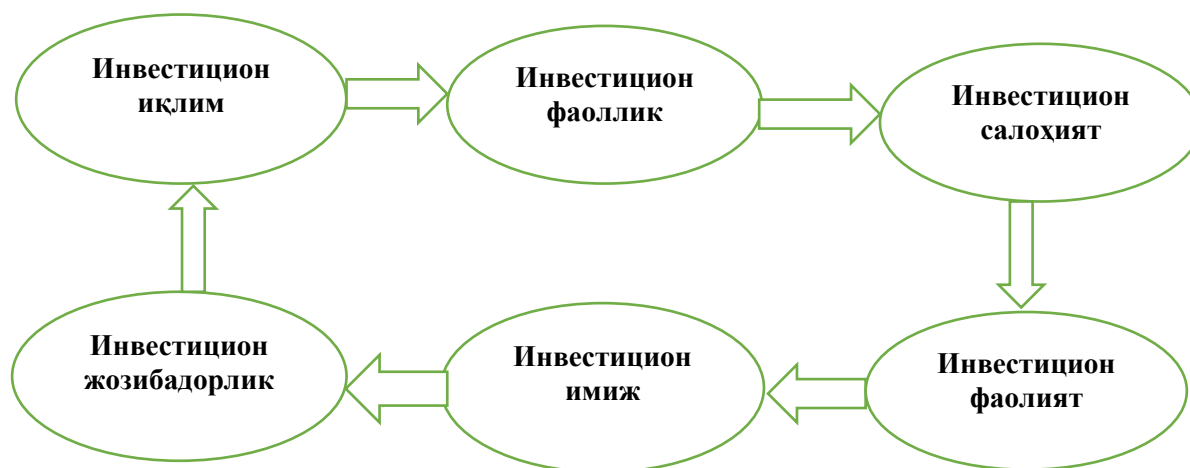 Инвестицион
иқлим
Инвестицион
фаоллик
Инвестицион
салоҳият
Инвестицион
жозибадорлик
Инвестицион
имиж
Инвестицион
фаолият